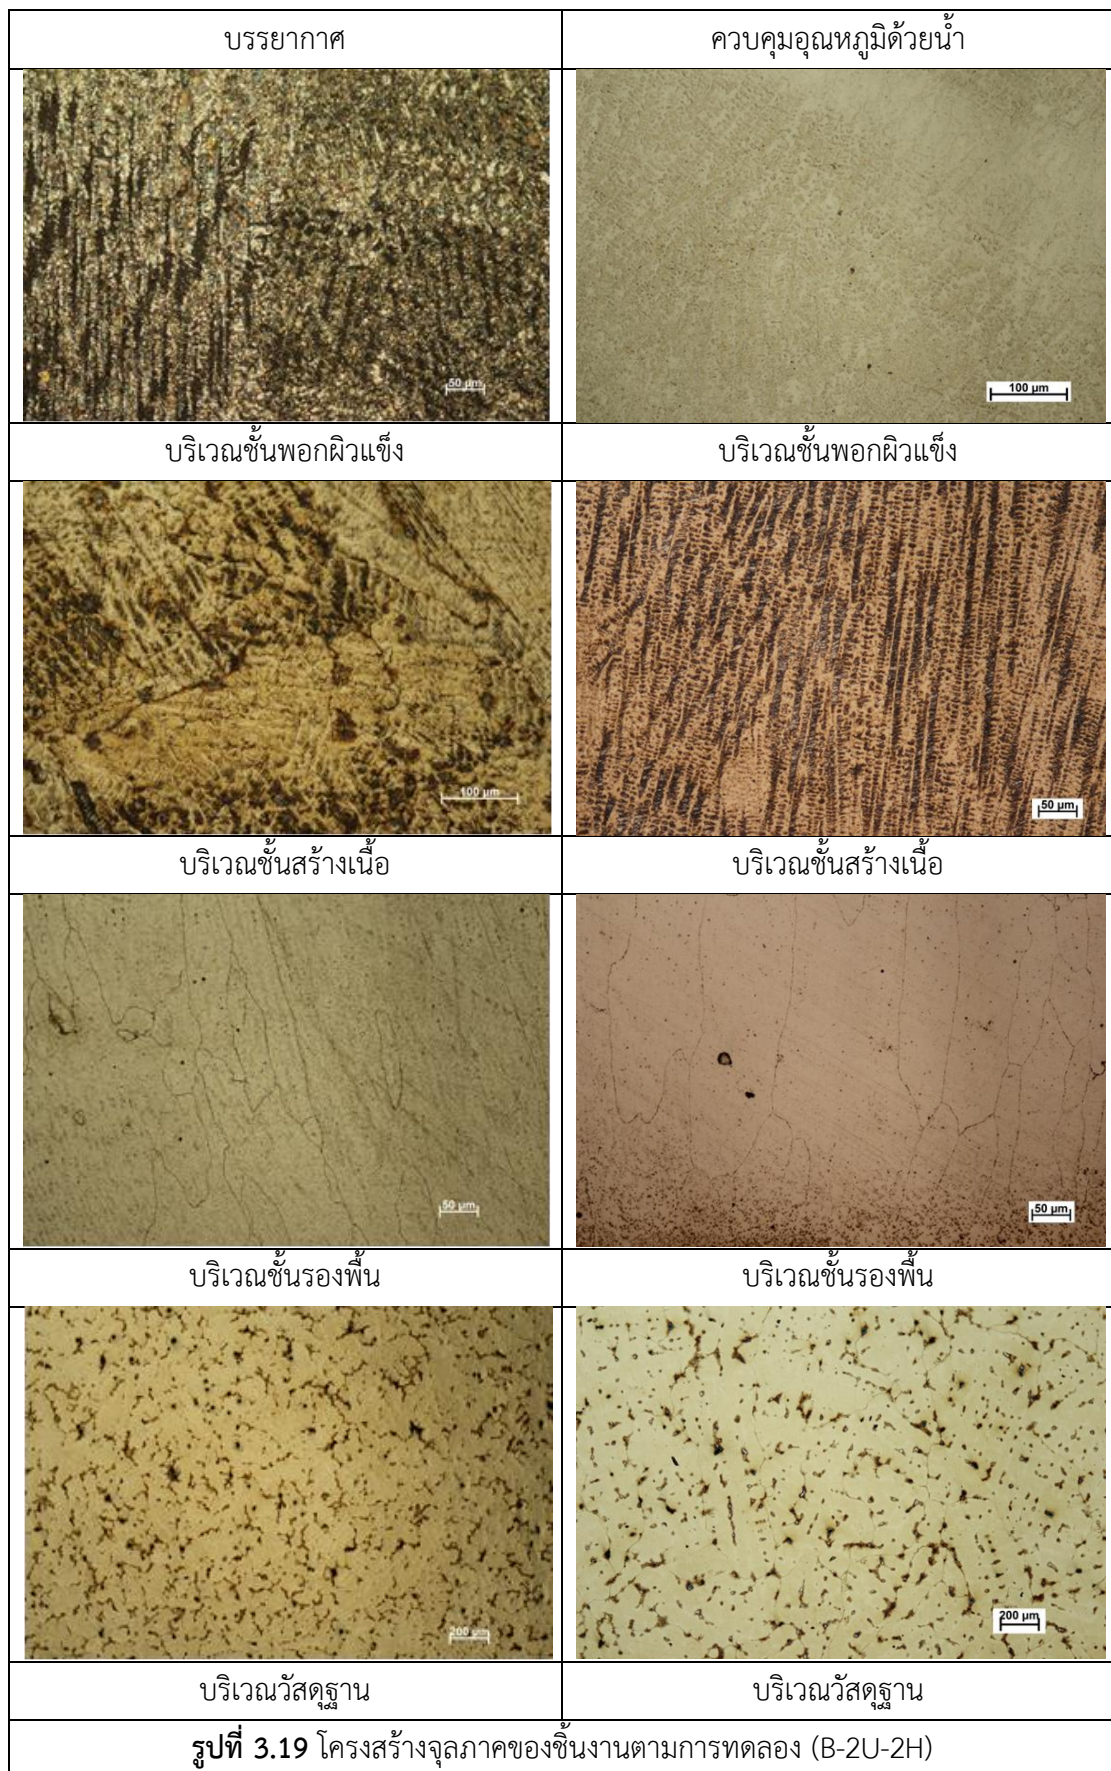 บรรยากาศ
ควบคุมอุณหภูมิด้วยน้ำ
50 µm
100 µm
บริเวณชั้นพอกผิวแข็ง
บริเวณชั้นพอกผิวแข็ง
100 µm
50 µm
บริเวณชั้นสร้างเนื้อ
บริเวณชั้นสร้างเนื้อ
50 µm
50 µm
บริเวณชั้นรองพื้น
บริเวณชั้นรองพื้น
200 µm
200 µm
บริเวณวัสดุฐาน
บริเวณวัสดุฐาน
รูปที่ 3.19 โครงสร้างจุลภาคของชิ้นงานตามการทดลอง (B-2U-2H)